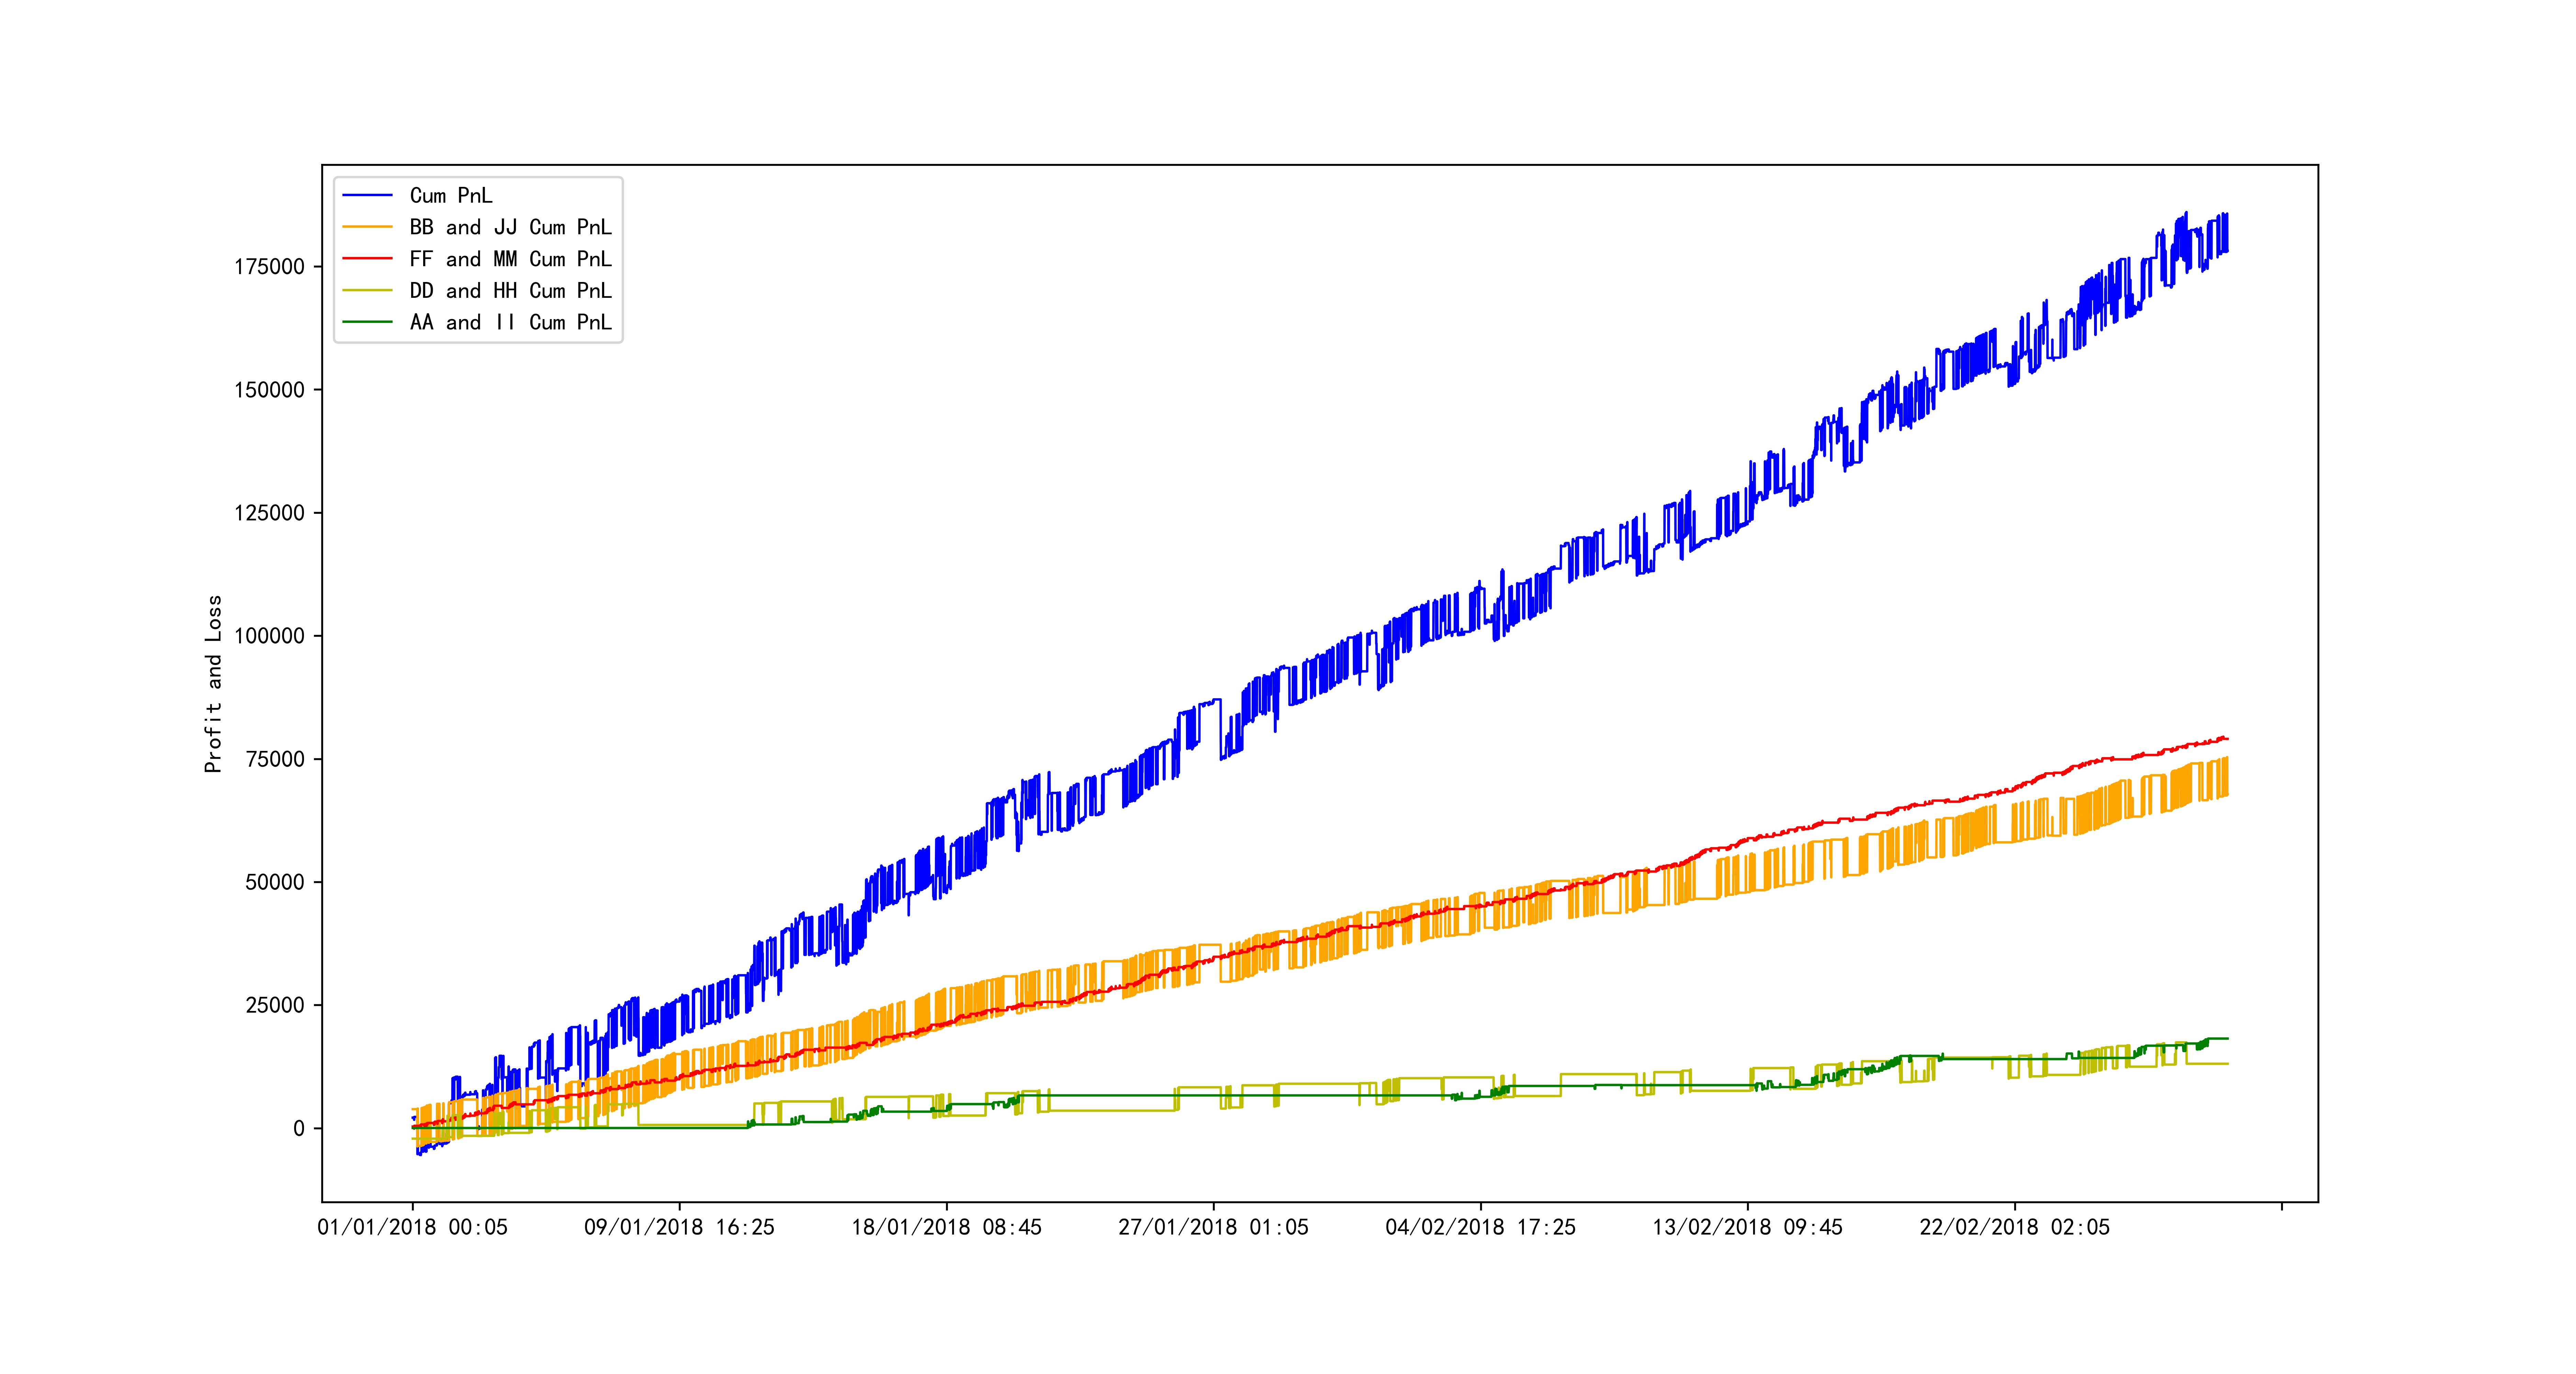 Cum PnL
BB and JJ Cum PnL
FF and MM Cum PnL
DD and HH Cum PnL
AA and II Cum PnL
175000
150000
125000
100000
75000
50000
25000
0
Profit and Loss
01/01/2018 00:05
09/01/2018 16:25
18/01/2018 08:45
27/01/2018 01:05
04/02/2018 17:25
13/02/2018 09:45
22/02/2018 02:05